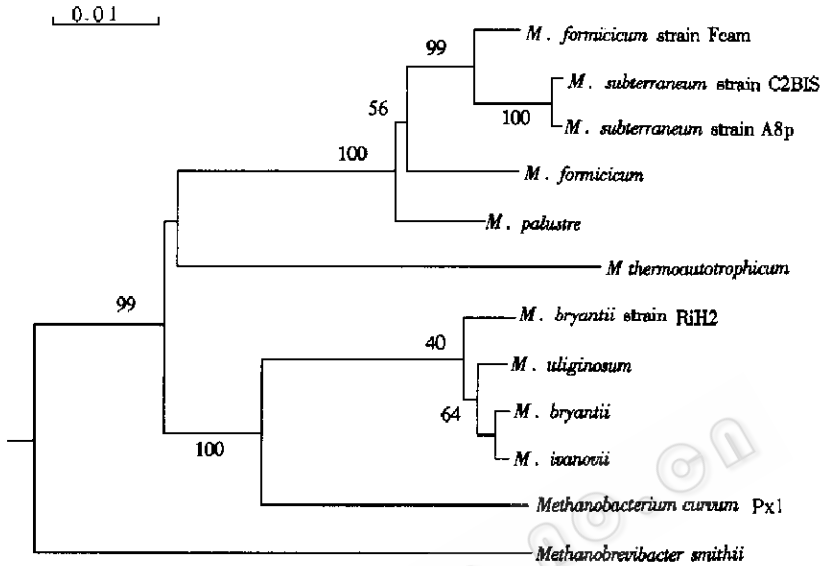 0.01
99
M. formicicum strain Fcam
M. subterraneum strain C2BIS
100
M. subterraneum strain A8p
56
100
M. formicicum
M. palustre
M thermoautotrophicum
99
M. bryantii strain RiH2
40
M. uliginosum
64
M. bryantii
M. ivanovii
100
Methanobacterium curvum Px1
Methanobrevibacter smithii